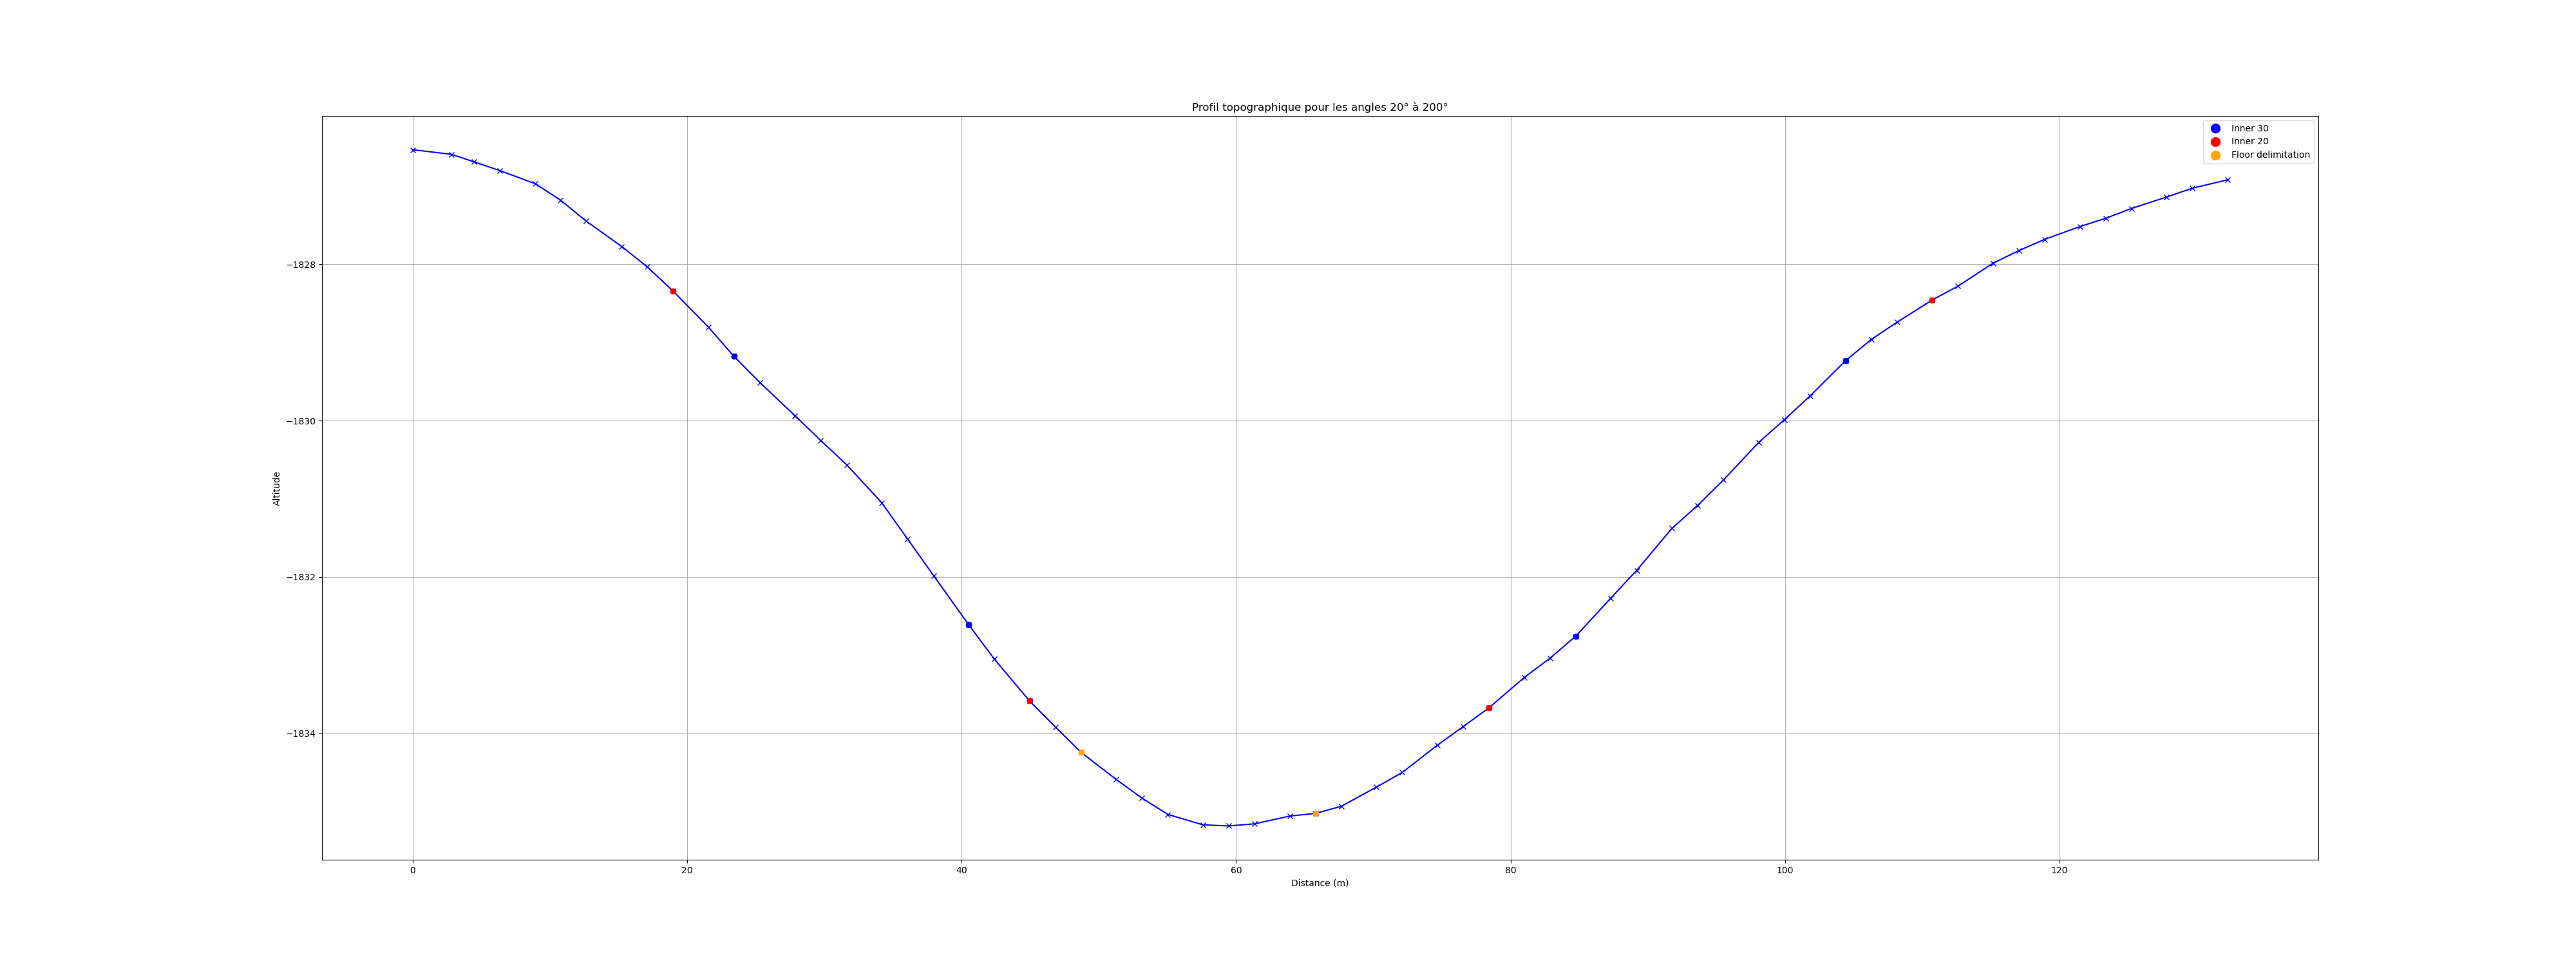 Profil topographique pour les angles 20° à 200°
Inner 30
Inner 20
Floor delimitation
−1828
−1830
−1832
−1834
Altitude
0 20 40 60 80 100 120
Distance (m)